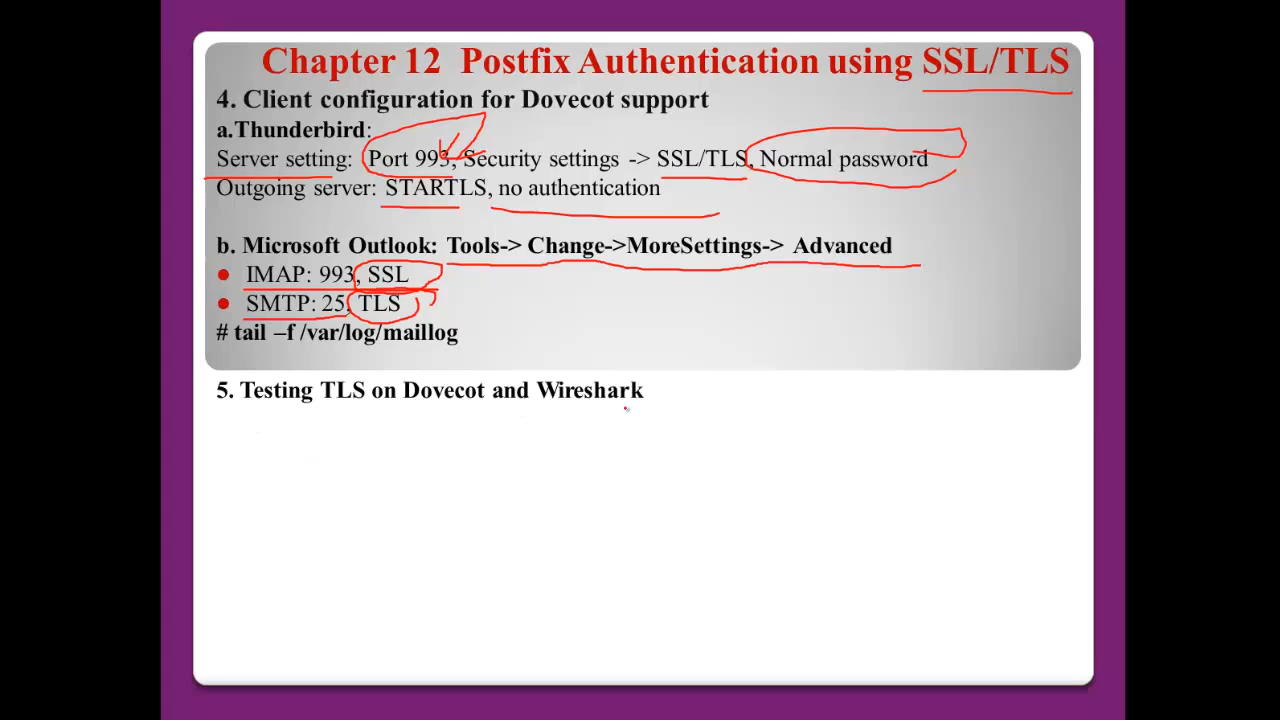 Chapter 12 Postfix Authentication using SSL/TLS
4. Client configuration for Dovecot support
a.Thunderbird:
Server setting: Port 993, Security settings -> SSL/TLS, Normal password
Outgoing server: STARTLS, no authentication
b. Microsoft Outlook: Tools-> Change->MoreSettings-> Advanced
● IMAP: 993, SSL
● SMTP: 25, TLS
# tail –f /var/log/maillog
5. Testing TLS on Dovecot and Wireshark